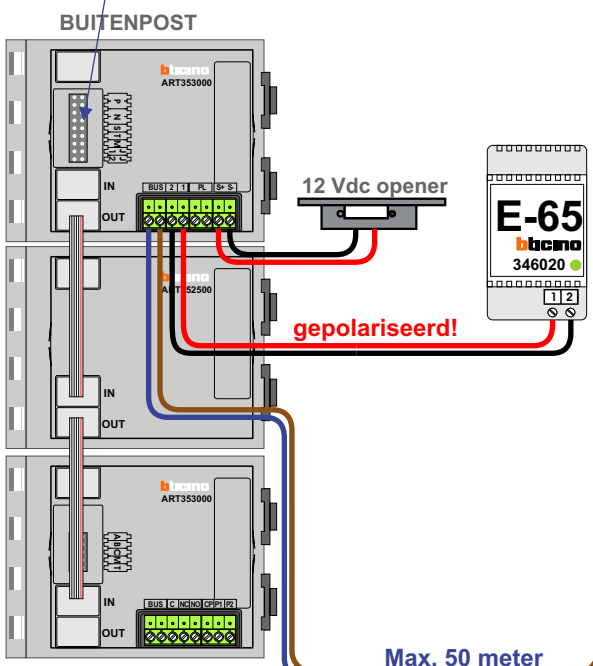 BUITENPOST
bticino
ART353000
P N S T M J1 J2
IN
OUT
BUS 2 1 PL S+ S-
12 Vdc opener
E-65
bticino
346020
1 2
gepolariseerd!
bticino
IN
OUT
bticino
ART353000
A B C M T
IN
OUT
BUS C NC NO CP P1 P2
Max. 50 meter